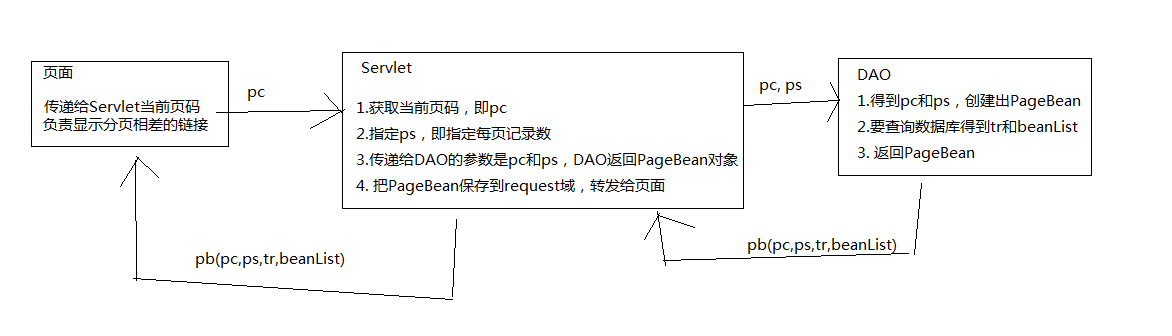 页面
传递给Servlet当前页码
负责显示分页相差的链接
pc
Servlet
1.获取当前页码，即pc
2.指定ps，即指定每页记录数
3.传递给DAO的参数是pc和ps，DAO返回PageBean对象
4. 把PageBean保存到request域，转发给页面
pc, ps
DAO
1.得到pc和ps，创建出PageBean
2.要查询数据库得到tr和beanList
3. 返回PageBean
pb(pc,ps,tr,beanList)
pb(pc,ps,tr,beanList)